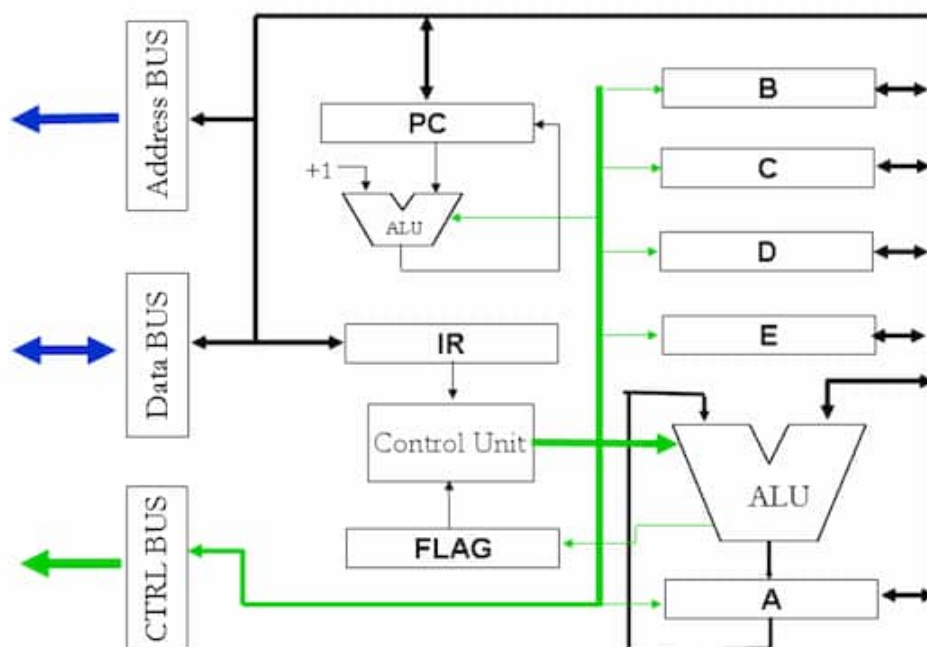 Address BUS
PC
+1
ALU
B
C
D
E
Data BUS
IR
Control Unit
ALU
FLAG
CTRL BUS
A